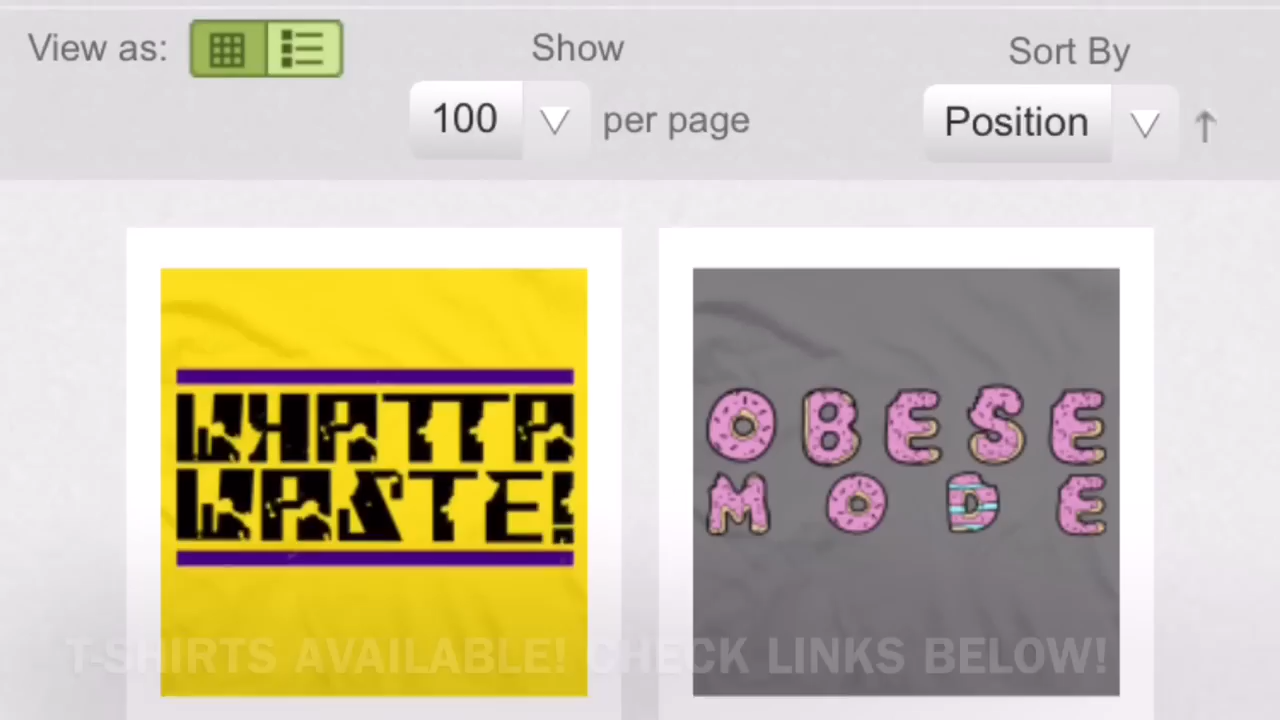 View as:
Show
Sort By
100
per page
Position
WHATTA
WASTE!
OBESE
MODE
T-SHIRTS AVAILABLE! CHECK LINKS BELOW!